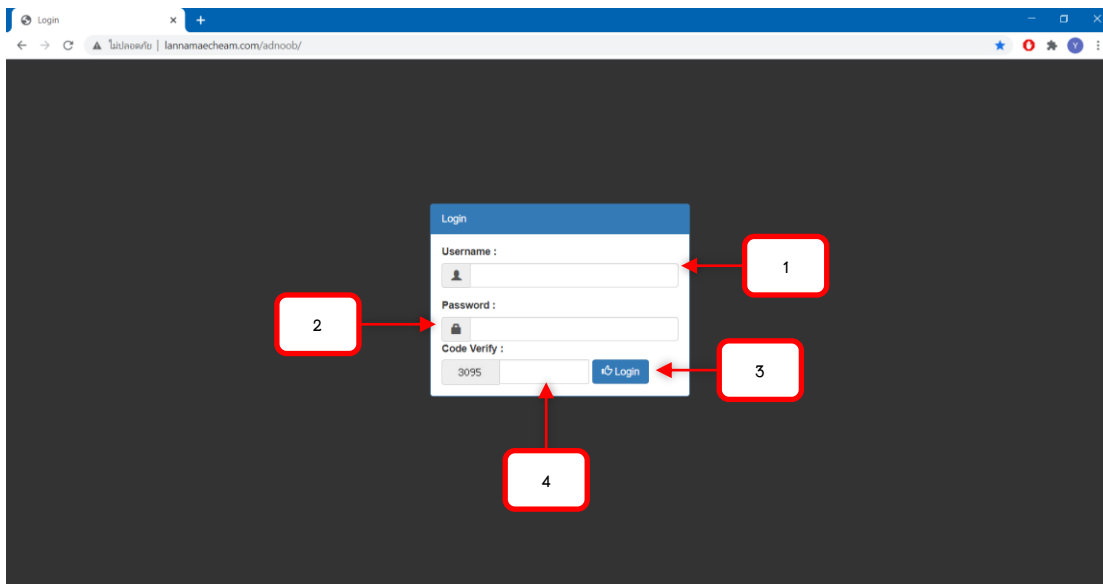 Login
ไม่ปลอดภัย | lannamaecheam.com/adnoob/
Y
Login
Username :
1
Password :
2
Code Verify :
3095
Login
3
4